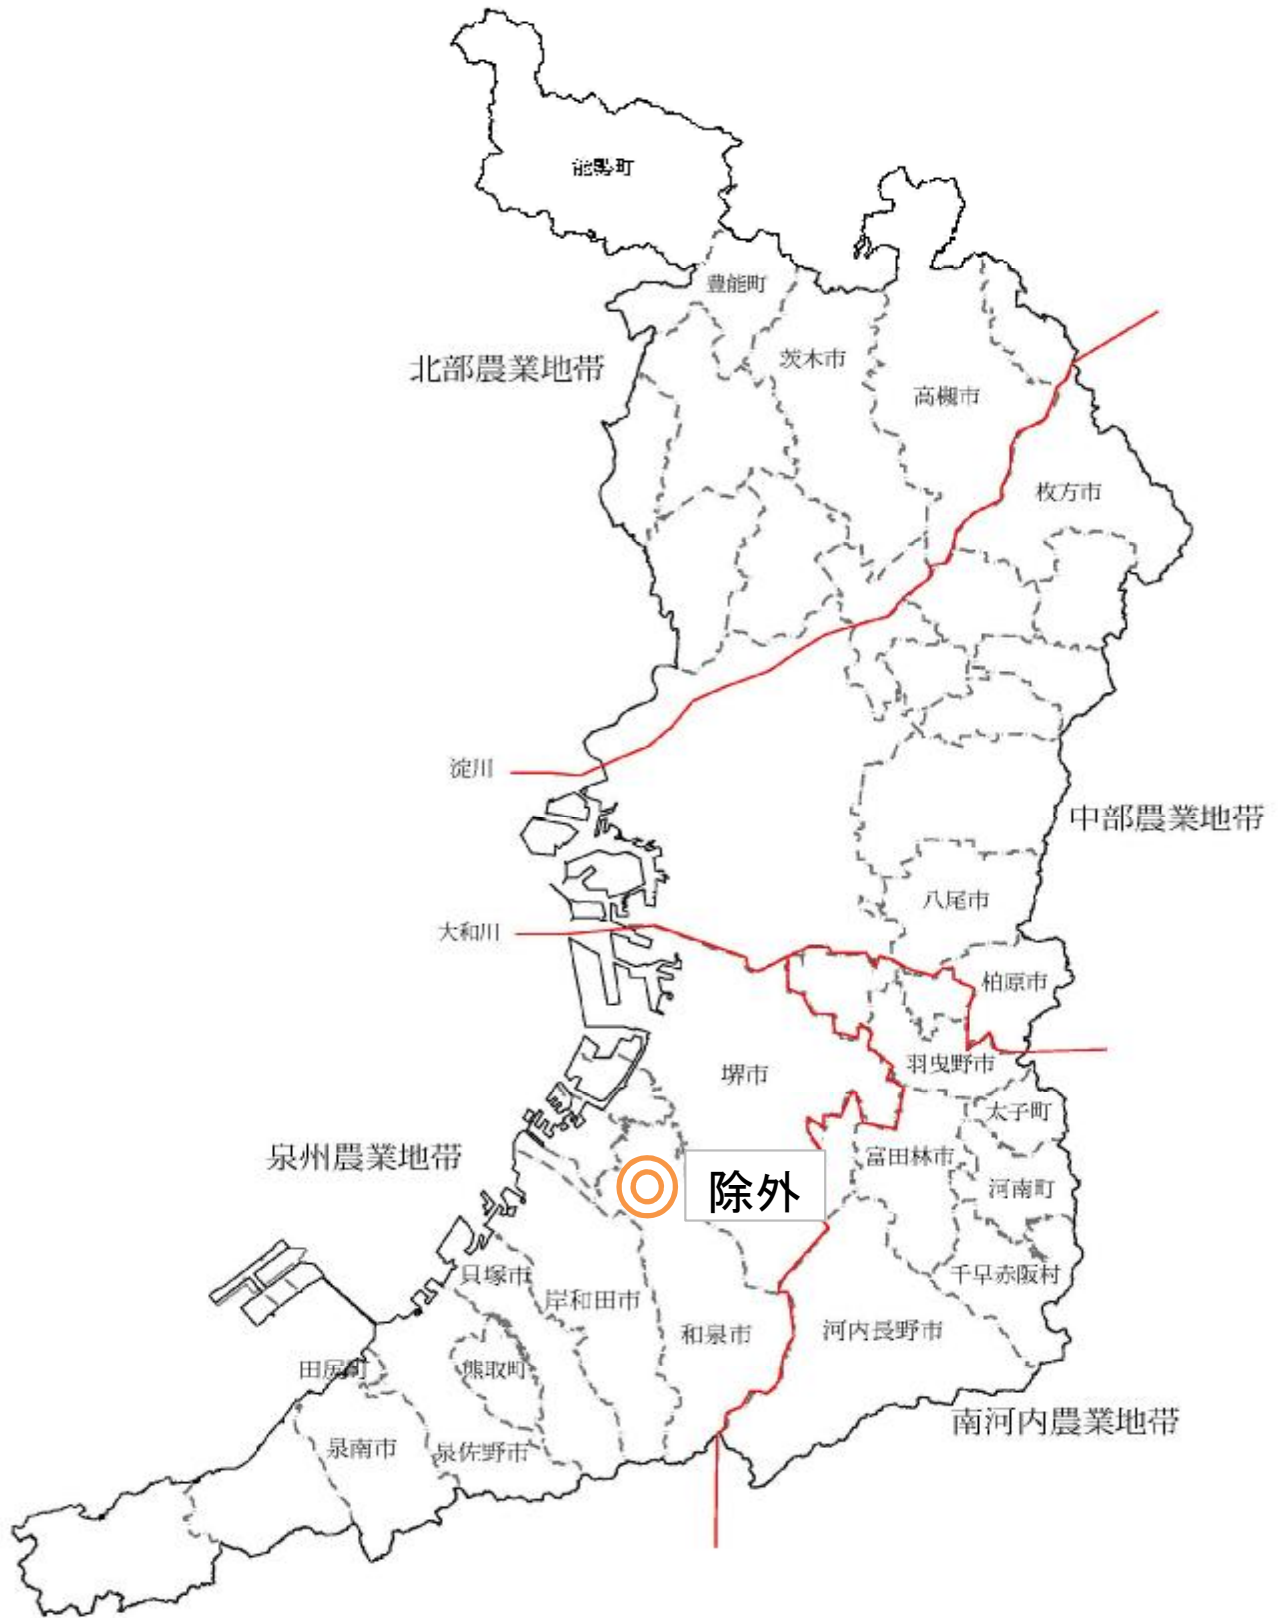 能勢町
豊能町
北部農業地帯
茨木市
高槻市
枚方市
淀川
中部農業地帯
八尾市
大和川
柏原市
羽曳野市
堺市
太子町
泉州農業地帯
富田林市
除外
河南町
貝塚市
千早赤阪村
岸和田市
和泉市
河内長野市
田尻町
熊取町
南河内農業地帯
泉南市
泉佐野市